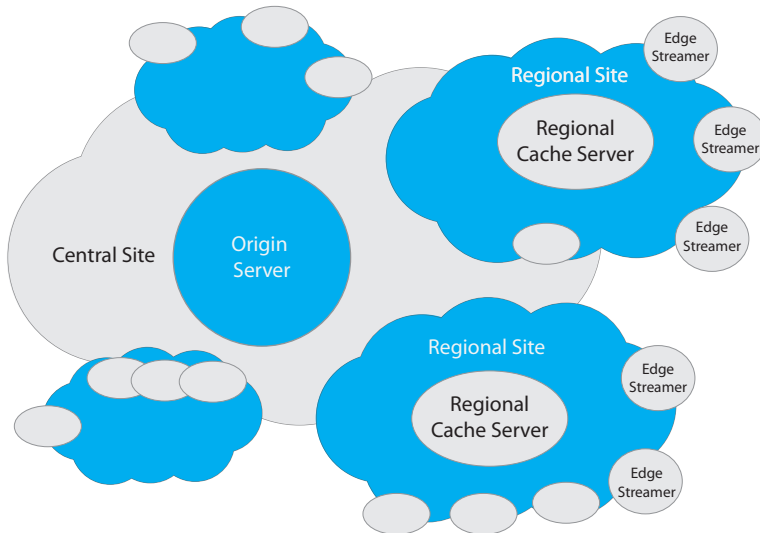 Edge
Streamer
Regional Site
Regional
Cache Server
Edge
Streamer
Edge
Streamer
Central Site
Origin
Server
Regional Site
Regional
Cache Server
Edge
Streamer
Edge
Streamer